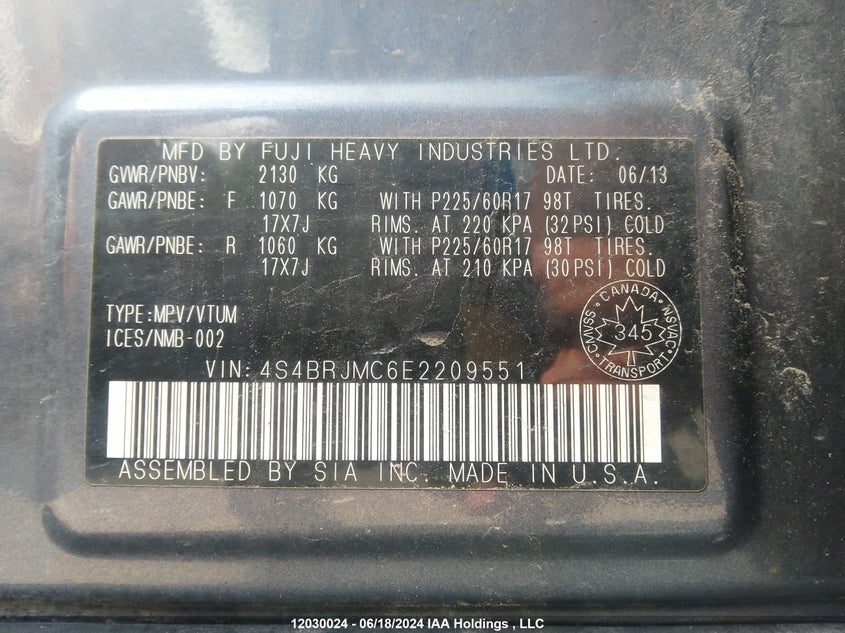 MFD BY FUJI HEAVY INDUSTRIES LTD.
GVWR/PNBV: 2130 KG DATE: 06/13
GAWR/PNBE: F 1070 KG WITH P225/60R17 98T TIRES.
17X7J RIMS. AT 220 KPA (32PSI) COLD
GAWR/PNBE: R 1060 KG WITH P225/60R17 98T TIRES.
17X7J RIMS. AT 210 KPA (30PSI) COLD
TYPE:MPV/VTUM
ICES/NMB-002
CMVSS CANADA NSVAC
345
TRANSPORT
VIN: 4S4BRJMC6E2209551
ASSEMBLED BY SIA INC. MADE IN U.S.A.
12030024 - 06/18/2024 IAA Holdings , LLC